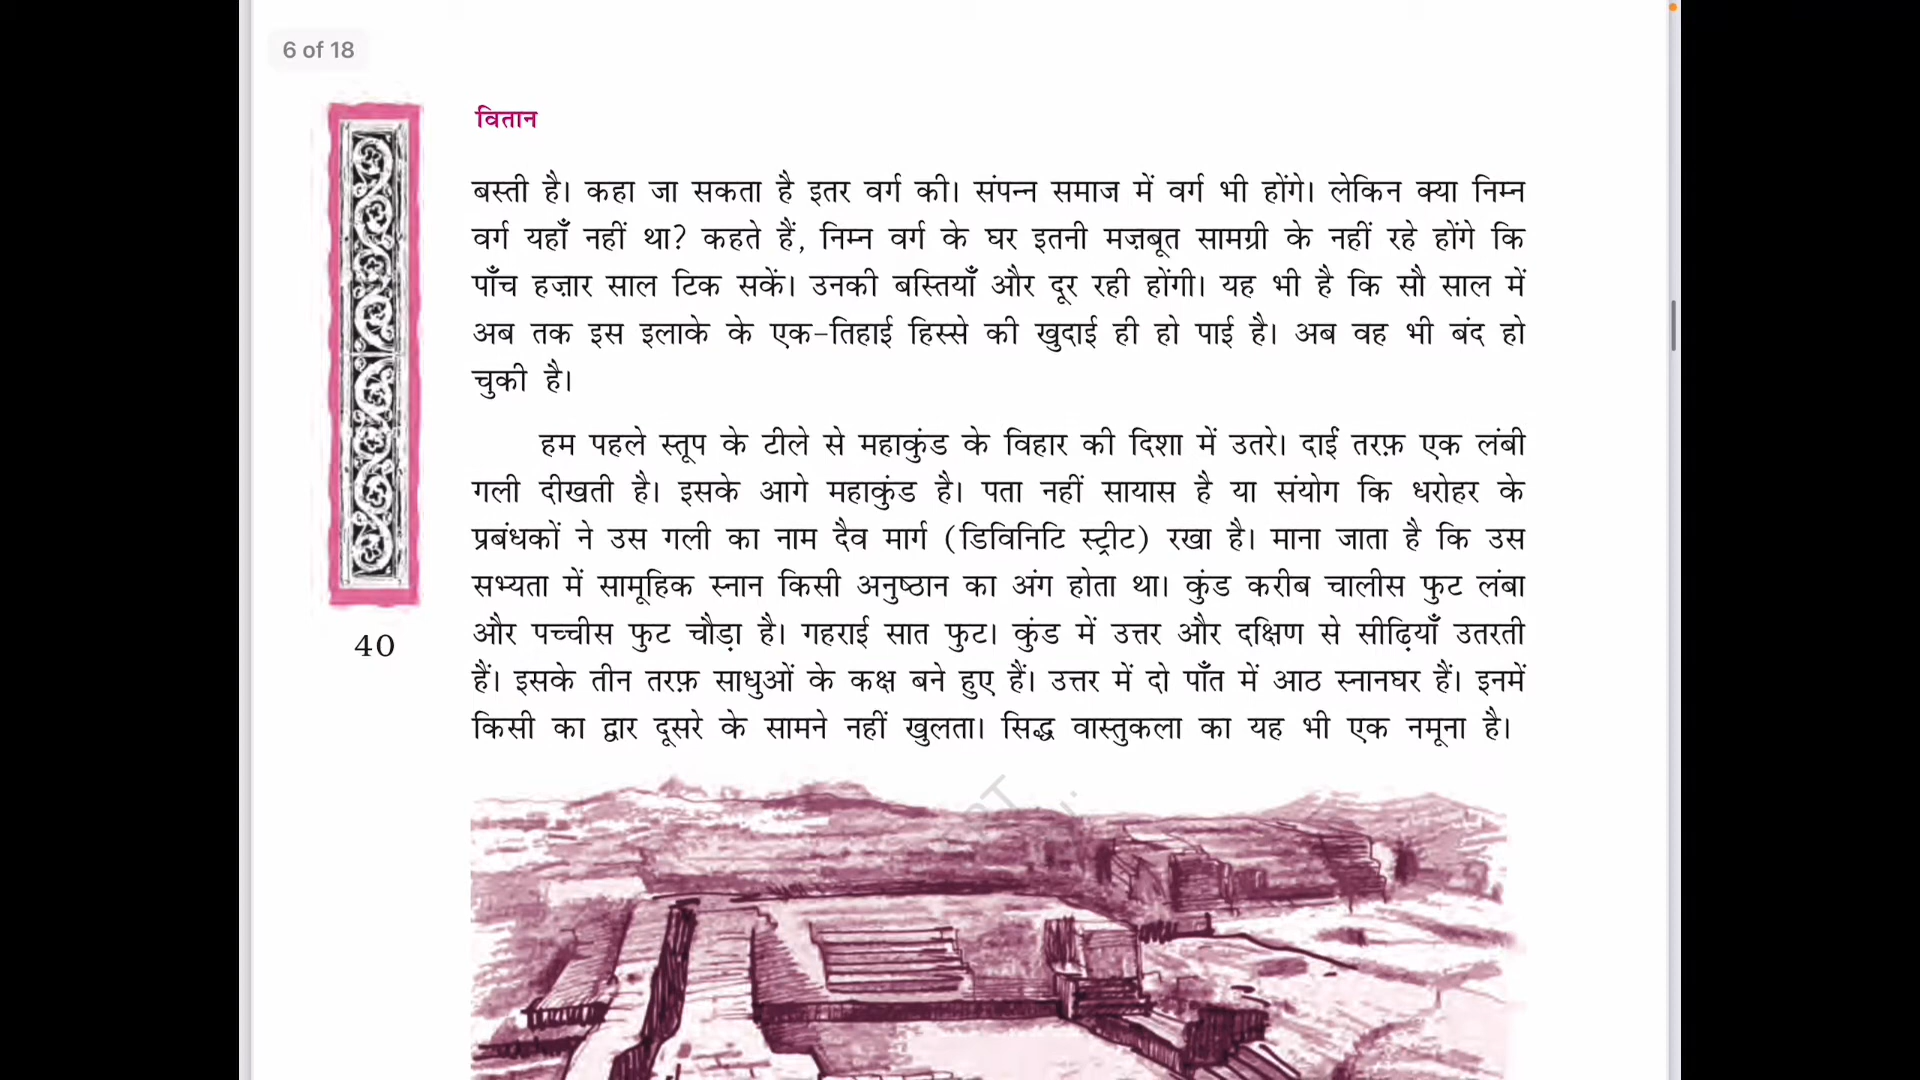 6 of 18
वितान
बस्ती है। कहा जा सकता है इतर वर्ग की। संपन्न समाज में वर्ग भी होंगे। लेकिन क्या निम्न
वर्ग यहाँ नहीं था? कहते हैं, निम्न वर्ग के घर इतनी मज़बूत सामग्री के नहीं रहे होंगे कि
पाँच हज़ार साल टिक सकें। उनकी बस्तियाँ और दूर रही होंगी। यह भी है कि सौ साल में
अब तक इस इलाके के एक-तिहाई हिस्से की खुदाई ही हो पाई है। अब वह भी बंद हो
चुकी है।
हम पहले स्तूप के टीले से महाकुंड के विहार की दिशा में उतरे। दाईं तरफ़ एक लंबी
गली दीखती है। इसके आगे महाकुंड है। पता नहीं सायास है या संयोग कि धरोहर के
प्रबंधकों ने उस गली का नाम दैव मार्ग (डिविनिटि स्ट्रीट) रखा है। माना जाता है कि उस
सभ्यता में सामूहिक स्नान किसी अनुष्ठान का अंग होता था। कुंड करीब चालीस फुट लंबा
और पच्चीस फुट चौड़ा है। गहराई सात फुट। कुंड में उत्तर और दक्षिण से सीढ़ियाँ उतरती
हैं। इसके तीन तरफ़ साधुओं के कक्ष बने हुए हैं। उत्तर में दो पाँत में आठ स्नानघर हैं। इनमें
किसी का द्वार दूसरे के सामने नहीं खुलता। सिद्ध वास्तुकला का यह भी एक नमूना है।
40